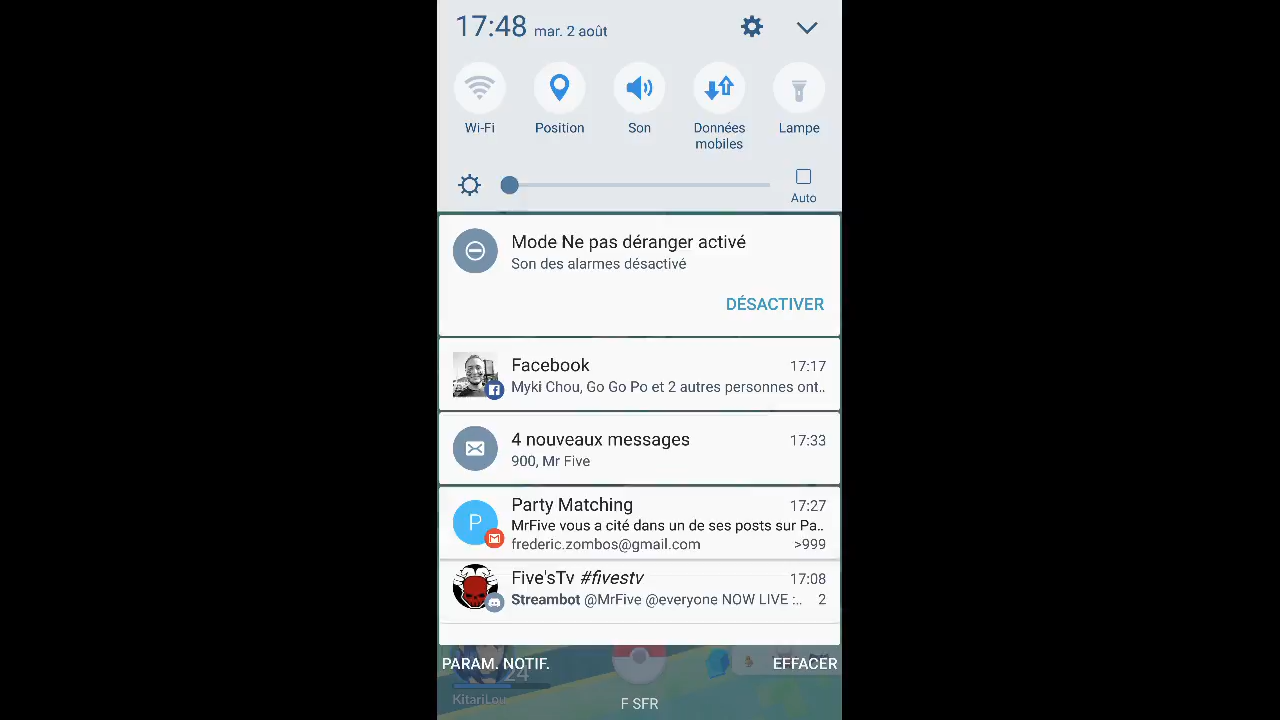 17:48 mar. 2 août
Wi-Fi
Position
Son
Données mobiles
Lampe
Auto
Mode Ne pas déranger activé
Son des alarmes désactivé
DÉSACTIVER
Facebook 17:17
Myki Chou, Go Go Po et 2 autres personnes ont..
4 nouveaux messages 17:33
900, Mr Five
P
Party Matching 17:27
MrFive vous a cité dans un de ses posts sur Pa..
frederic.zombos@gmail.com >999
Five'sTv #fivestv 17:08
Streambot @MrFive @everyone NOW LIVE :.. 2
PARAM. NOTIF. EFFACER
24
KitariLou
F SFR